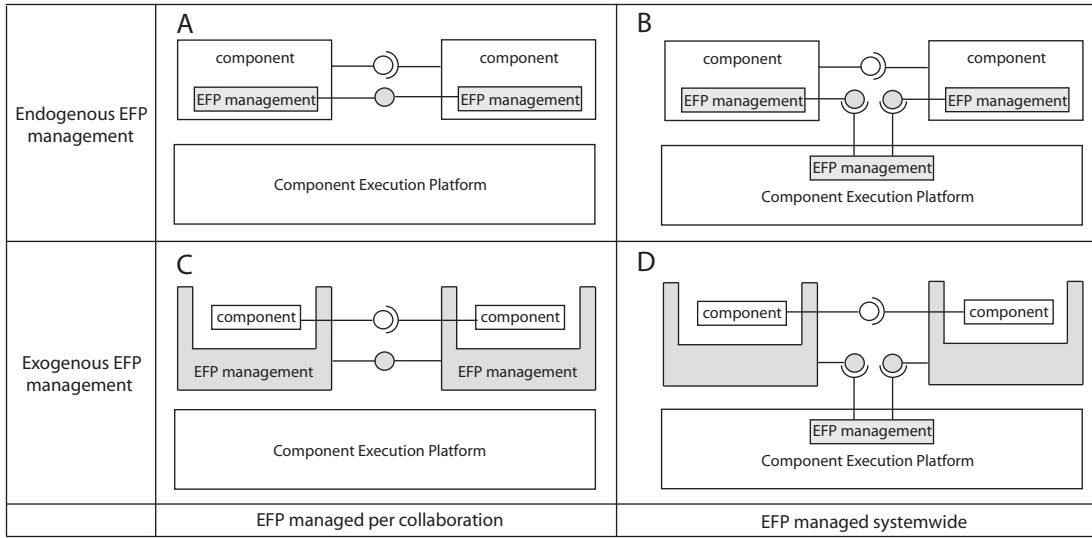 Endogenous EFP
management
A
component
component
EFP management
EFP management
Component Execution Platform
B
component
component
EFP management
EFP management
EFP management
Component Execution Platform
Exogenous EFP
management
C
component
component
EFP management
EFP management
Component Execution Platform
D
component
component
EFP management
Component Execution Platform
EFP managed per collaboration
EFP managed systemwide